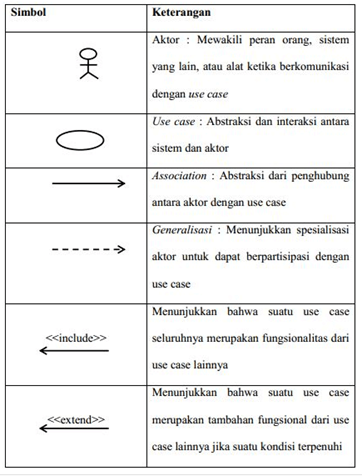 Simbol
Keterangan
Aktor : Mewakili peran orang, sistem
yang lain, atau alat ketika berkomunikasi
dengan use case
Use case : Abstraksi dan interaksi antara
sistem dan aktor
Association : Abstraksi dari penghubung
antara aktor dengan use case
Generalisasi : Menunjukkan spesialisasi
aktor untuk dapat berpartisipasi dengan
use case
<<include>>
Menunjukkan bahwa suatu use case
seluruhnya merupakan fungsionalitas dari
use case lainnya
<<extend>>
Menunjukkan bahwa suatu use case
merupakan tambahan fungsional dari use
case lainnya jika suatu kondisi terpenuhi